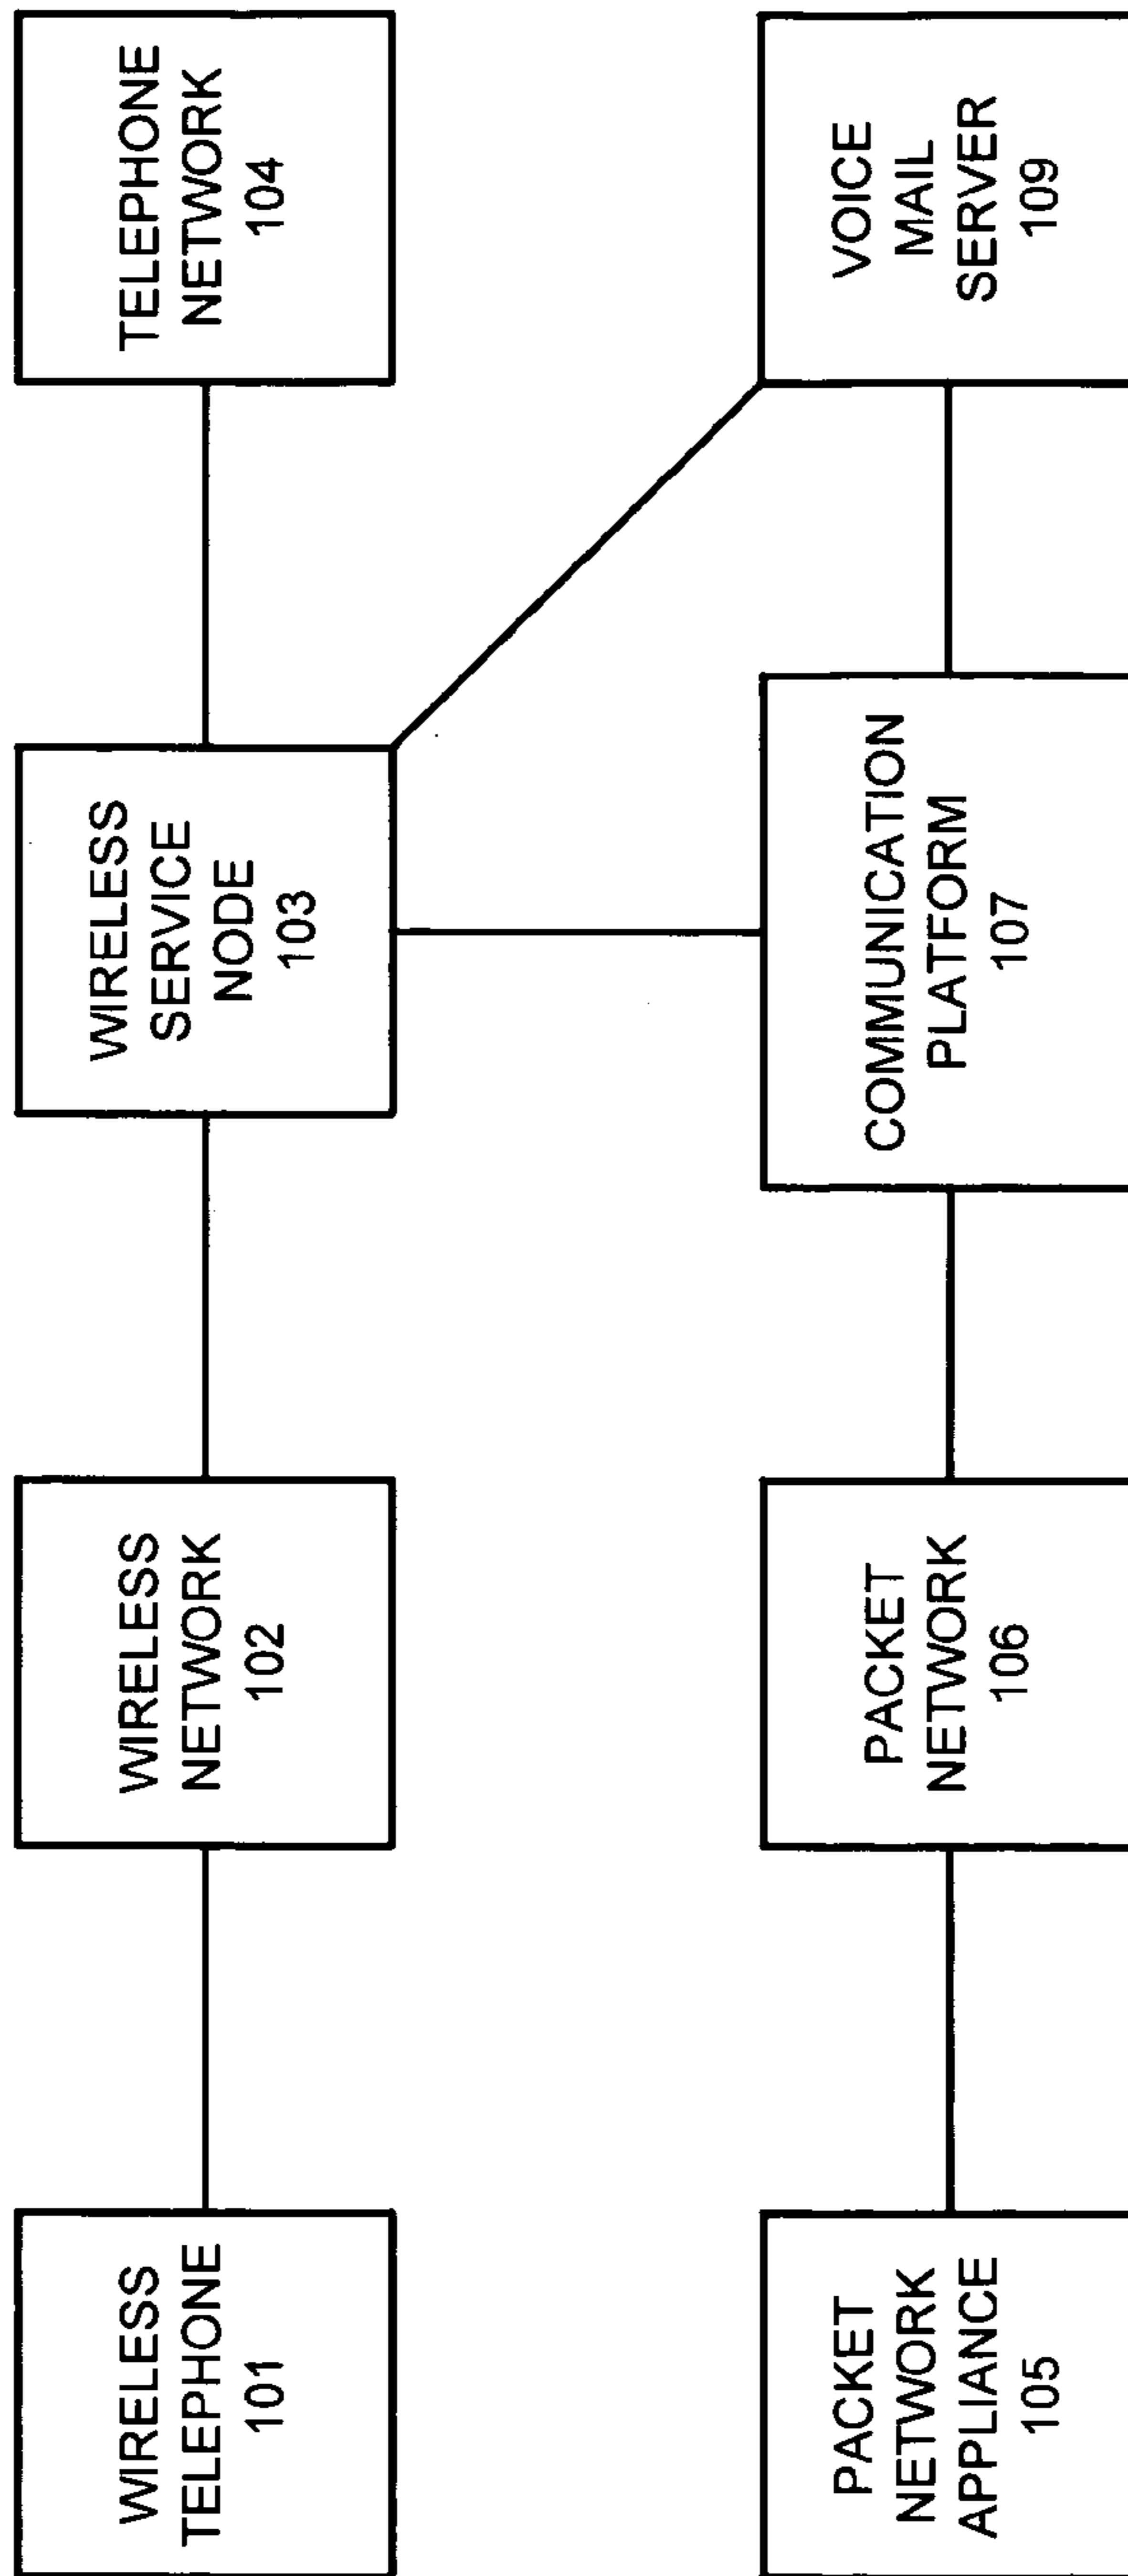 WIRELESS
TELEPHONE
101
WIRELESS
NETWORK
102
WIRELESS
SERVICE
NODE
103
TELEPHONE
NETWORK
104
PACKET
NETWORK
APPLIANCE
105
PACKET
NETWORK
106
COMMUNICATION
PLATFORM
107
VOICE
MAIL
SERVER
109